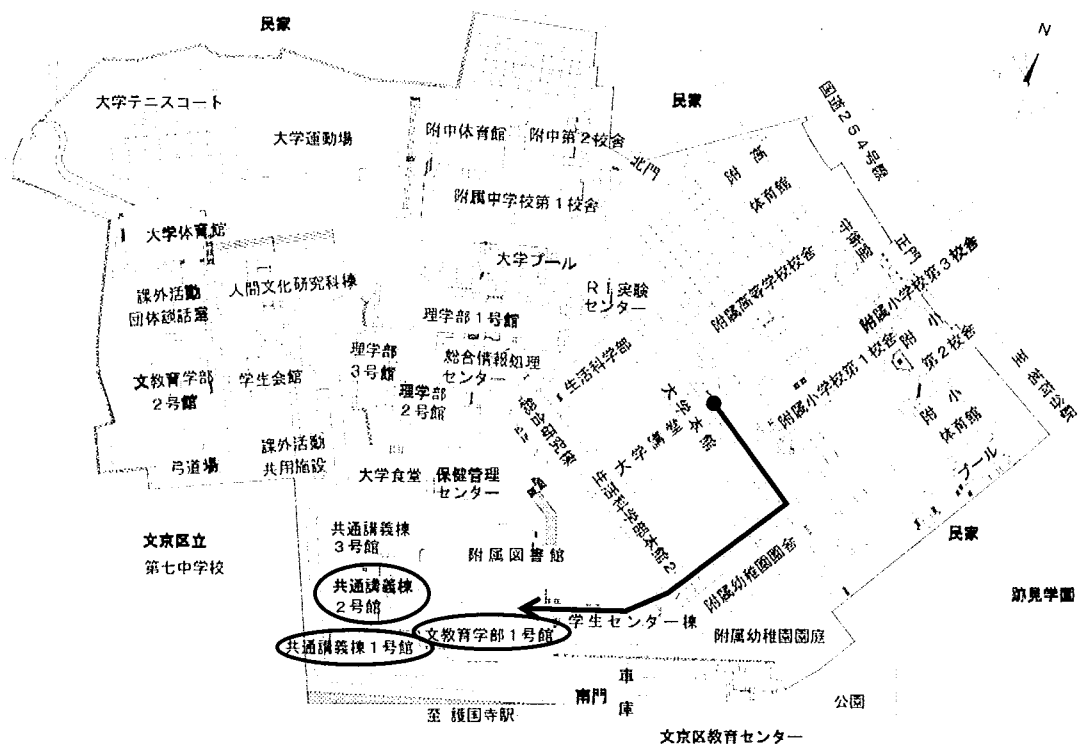 民家
N
大学テニスコート
大学運動場
附中体育館
附中第2校舎
民家
国道254号線
北門
附高
体育館
附属中学校第1校舎
守衛所
正門
大学体育館
大学プール
附属小学校第3校舎
人間文化研究科棟
課外活動
団体談話室
RI実験
センター
附属高等学校校舎
附小
第2校舎
理学部1号館
附属小学校第1校舎
至茗荷谷駅
理学部
3号館
総合情報処理
センター
生活科学部
文教育学部
2号館
学生会館
理学部
2号館
大学本館
附小
体育館
総合研究棟
大学講堂
弓道場
課外活動
共用施設
大学食堂
保健管理
センター
プール
生活科学部本館2
文京区立
第七中学校
共通講義棟
3号館
附属図書館
民家
附属幼稚園園舎
共通講義棟
2号館
跡見学園
学生センター棟
文教育学部1号館
附属幼稚園園庭
共通講義棟1号館
車
庫
南門
至 護国寺駅
公園
文京区教育センター